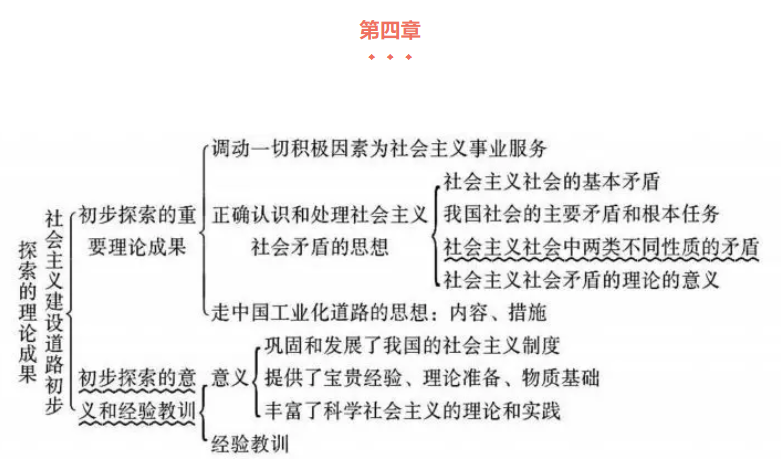 第四章
社会主义建设道路初步
探索的理论成果
初步探索的重
要理论成果
调动一切积极因素为社会主义事业服务
正确认识和处理社会主义
社会矛盾的思想
社会主义社会的基本矛盾
我国社会的主要矛盾和根本任务
社会主义社会中两类不同性质的矛盾
社会主义社会矛盾的理论的意义
走中国工业化道路的思想：内容、措施
初步探索的意
义和经验教训
意义
巩固和发展了我国的社会主义制度
提供了宝贵经验、理论准备、物质基础
丰富了科学社会主义的理论和实践
经验教训